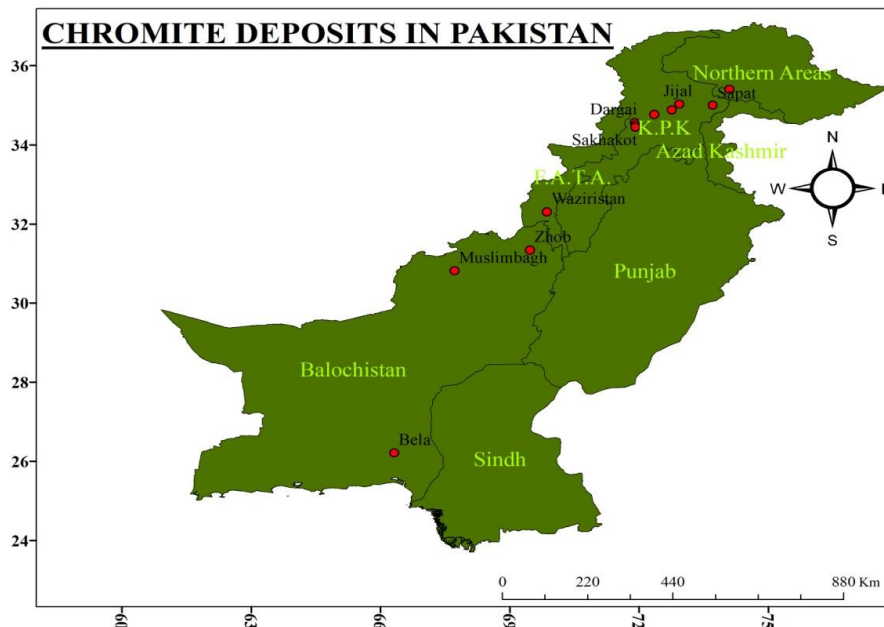 CHROMITE DEPOSITS IN PAKISTAN
36
Northern Areas
Jijal
Sapat
Dargai
K.P.K
34
Sakhakot
Azad Kashmir
N
F.A.T.A.
W
Waziristan
32
S
Zhob
Muslimbagh
Punjab
30
28
Balochistan
Bela
Sindh
26
24
0 220 440 880 Km
60 63 66 69 72 75